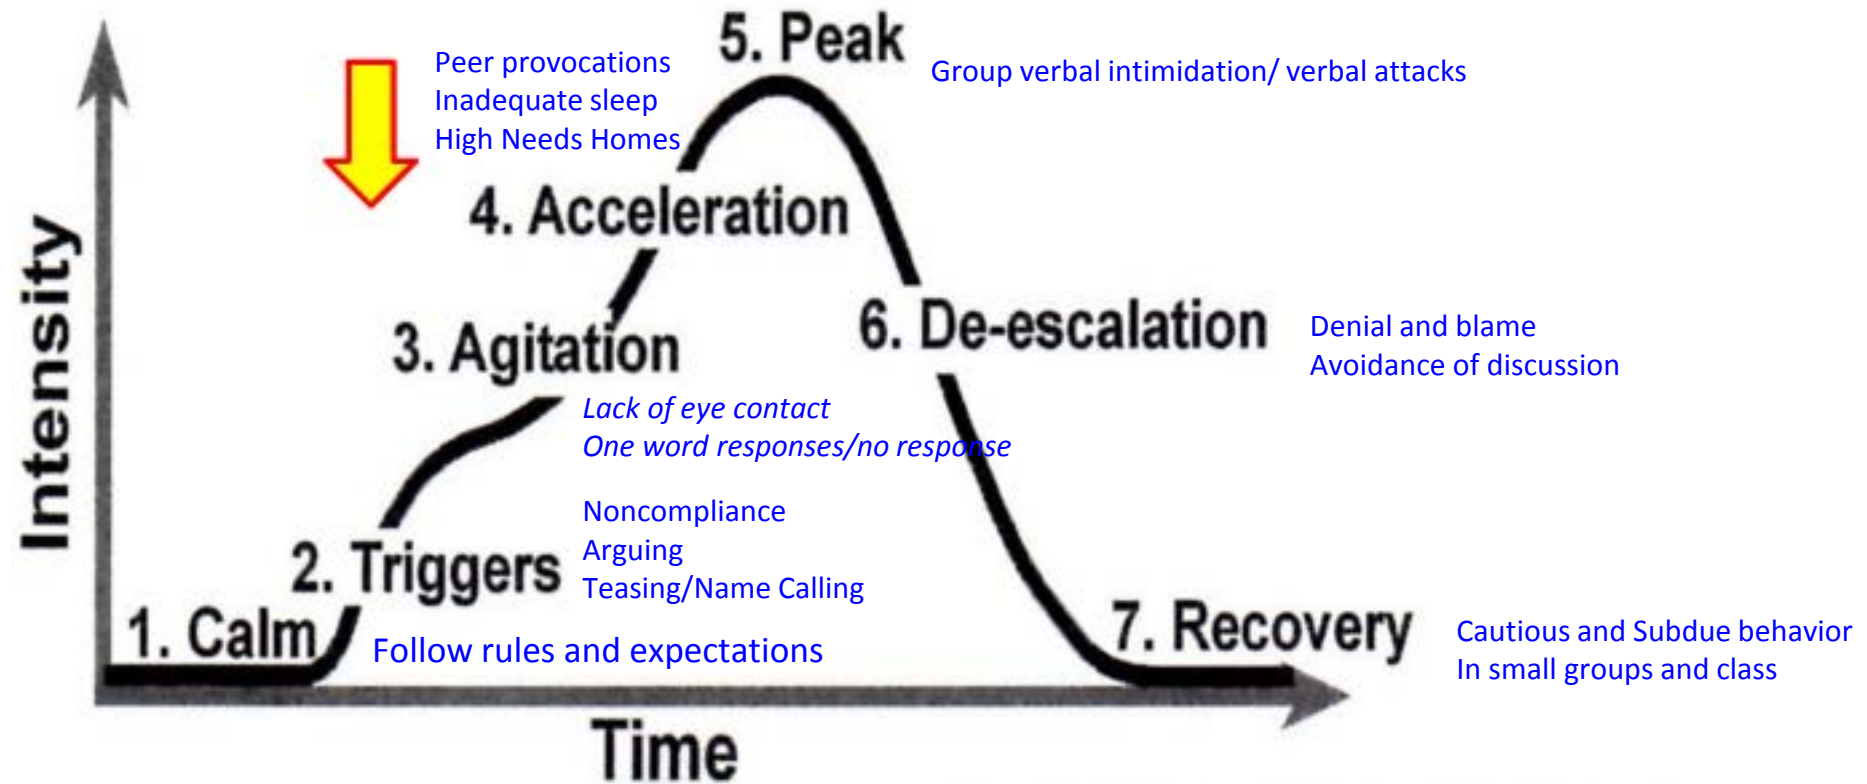 5. Peak
Peer provocations
Inadequate sleep
High Needs Homes
Group verbal intimidation/ verbal attacks
4. Acceleration
Intensity
3. Agitation
6. De-escalation
Denial and blame
Avoidance of discussion
Lack of eye contact
One word responses/no response
2. Triggers
Noncompliance
Arguing
Teasing/Name Calling
1. Calm
Follow rules and expectations
7. Recovery
Cautious and Subdue behavior
In small groups and class
Time